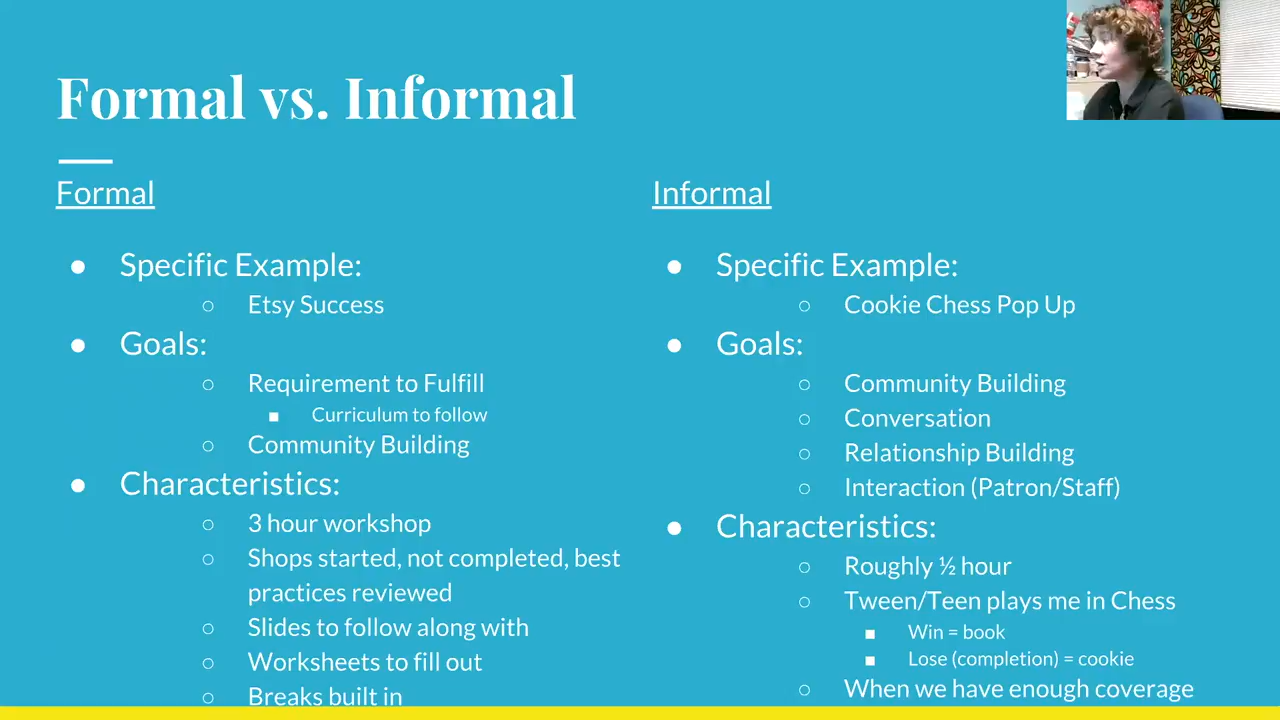 Formal vs. Informal
Formal
● Specific Example:
○ Etsy Success
● Goals:
○ Requirement to Fulfill
■ Curriculum to follow
○ Community Building
● Characteristics:
○ 3 hour workshop
○ Shops started, not completed, best
practices reviewed
○ Slides to follow along with
○ Worksheets to fill out
○ Breaks built in
Informal
● Specific Example:
○ Cookie Chess Pop Up
● Goals:
○ Community Building
○ Conversation
○ Relationship Building
○ Interaction (Patron/Staff)
● Characteristics:
○ Roughly ½ hour
○ Tween/Teen plays me in Chess
■ Win = book
■ Lose (completion) = cookie
○ When we have enough coverage